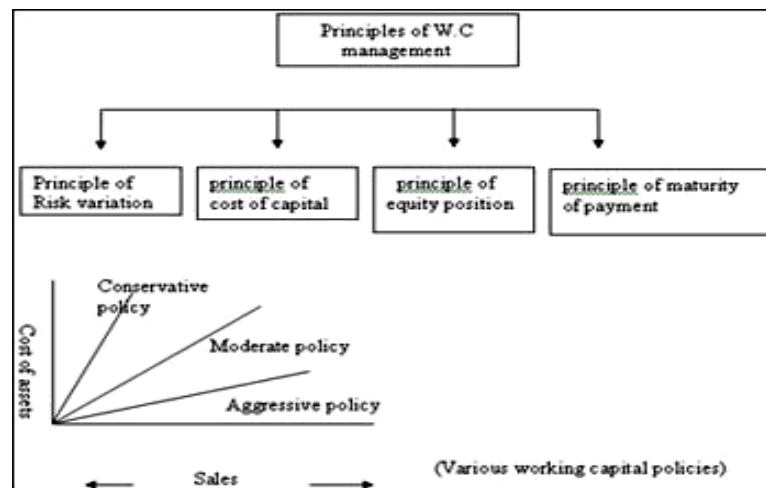 Principles of W.C
management
Principle of
Risk variation
principle of
cost of capital
principle of
equity position
principle of maturity
of payment
Conservative
policy
Moderate policy
Aggressive policy
Cost of assets
Sales
(Various working capital policies)